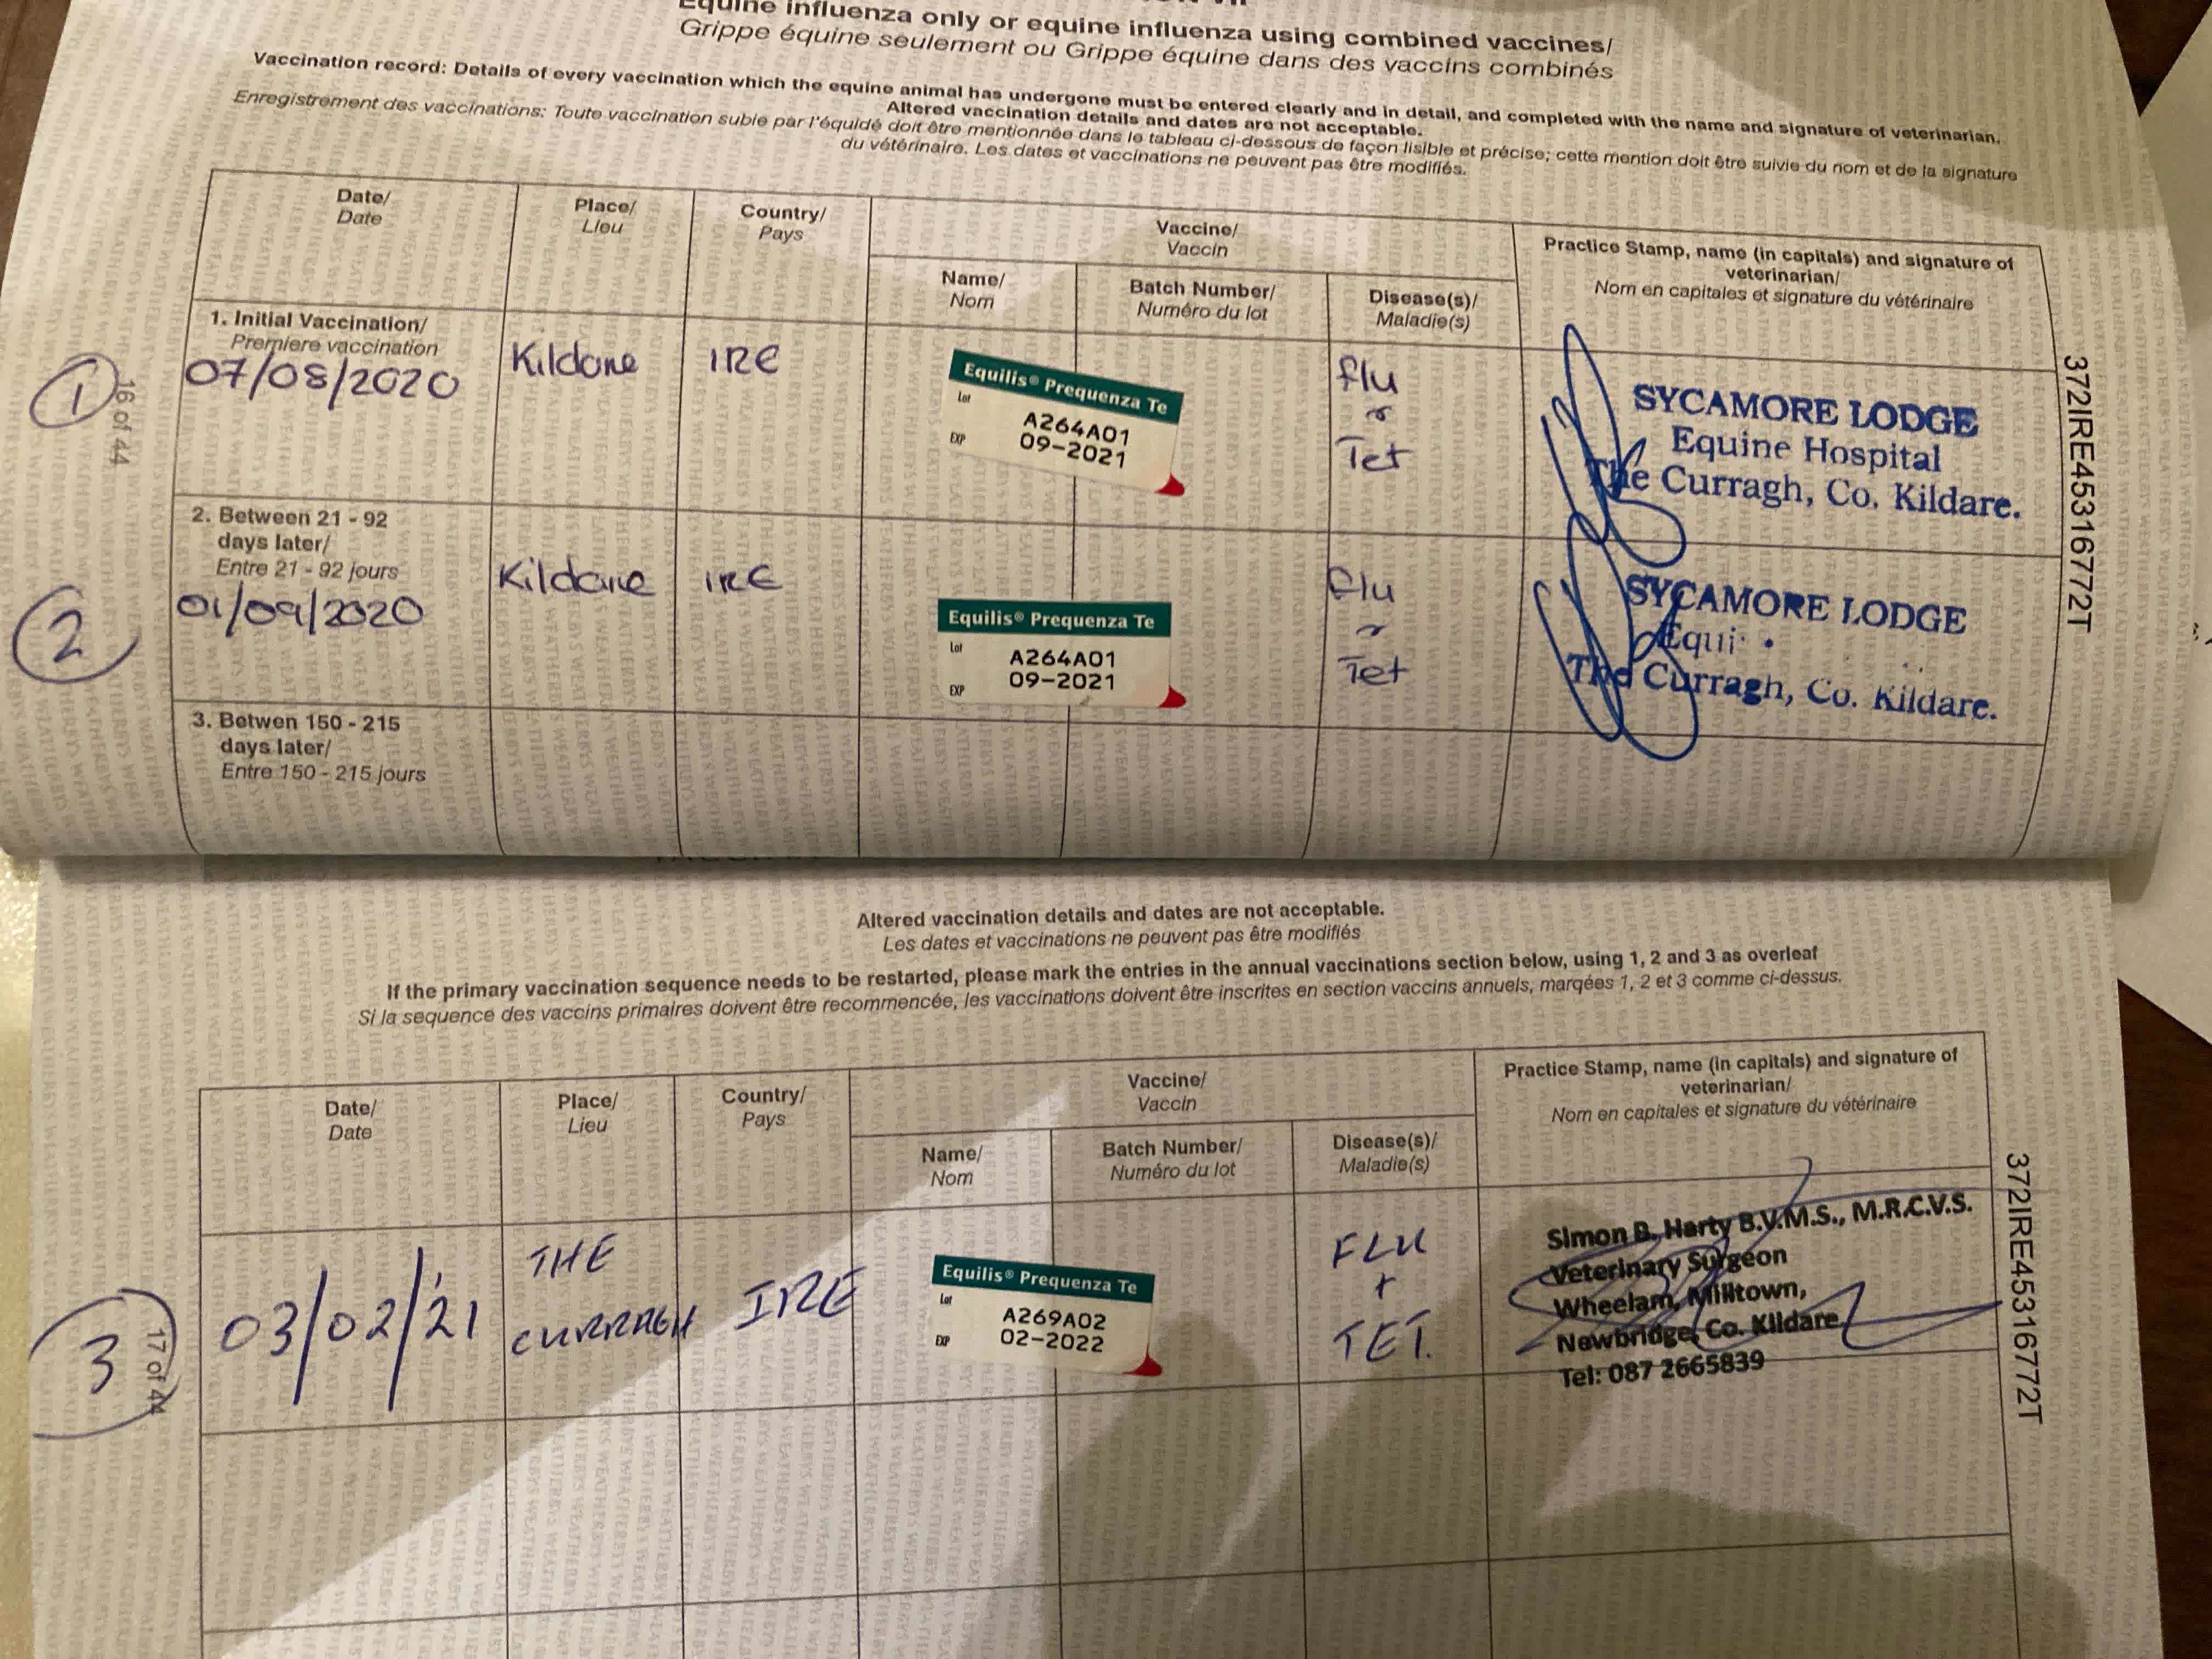 Equine influenza only or equine influenza using combined vaccines/
Grippe équine seulement ou Grippe équine dans des vaccins combinés
Vaccination record: Details of every vaccination which the equine animal has undergone must be entered clearly and in detail, and completed with the name and signature of veterinarian.
Altered vaccination details and dates are not acceptable.
Enregistrement des vaccinations: Toute vaccination subie par l'équidé doit être mentionnée dans le tableau ci-dessous de façon lisible et précise; cette mention doit être suivie du nom et de la signature
du vétérinaire. Les dates et vaccinations ne peuvent pas être modifiés.
Date/
Date
Place/
Lieu
Country/
Pays
Vaccine/
Vaccin
Name/
Nom
Batch Number/
Numéro du lot
Disease(s)/
Maladie(s)
Practice Stamp, name (in capitals) and signature of
veterinarian/
Nom en capitales et signature du vétérinaire
1
16 of 44
1. Initial Vaccination/
Premiere vaccination
07/08/2020
Kildare
IRE
Equilis® Prequenza Te
Lot A264A01
EXP 09-2021
flu
&
Tet
SYCAMORE LODGE
Equine Hospital
The Curragh, Co. Kildare.
372IRE45316772T
2
2. Between 21 - 92
days later/
Entre 21 - 92 jours
01/09/2020
Kildare
IRE
Equilis® Prequenza Te
Lot A264A01
EXP 09-2021
flu
&
Tet
SYCAMORE LODGE
Equi
The Curragh, Co. Kildare.
3. Betwen 150 - 215
days later/
Entre 150 - 215 jours
Altered vaccination details and dates are not acceptable.
Les dates et vaccinations ne peuvent pas être modifiés
If the primary vaccination sequence needs to be restarted, please mark the entries in the annual vaccinations section below, using 1, 2 and 3 as overleaf
Si la sequence des vaccins primaires doivent être recommencée, les vaccinations doivent être inscrites en section vaccins annuels, marqées 1, 2 et 3 comme ci-dessus.
Date/
Date
Place/
Lieu
Country/
Pays
Vaccine/
Vaccin
Name/
Nom
Batch Number/
Numéro du lot
Disease(s)/
Maladie(s)
Practice Stamp, name (in capitals) and signature of
veterinarian/
Nom en capitales et signature du vétérinaire
3
17 of 44
03/02/'21
THE
CURRAGH
IRE
Equilis® Prequenza Te
Lot A269A02
EXP 02-2022
FLU
+
TET.
Simon B. Harty B.V.M.S., M.R.C.V.S.
Veterinary Surgeon
Wheelam, Milltown,
Newbridge, Co. Kildare
Tel: 087 2665839
372IRE45316772T